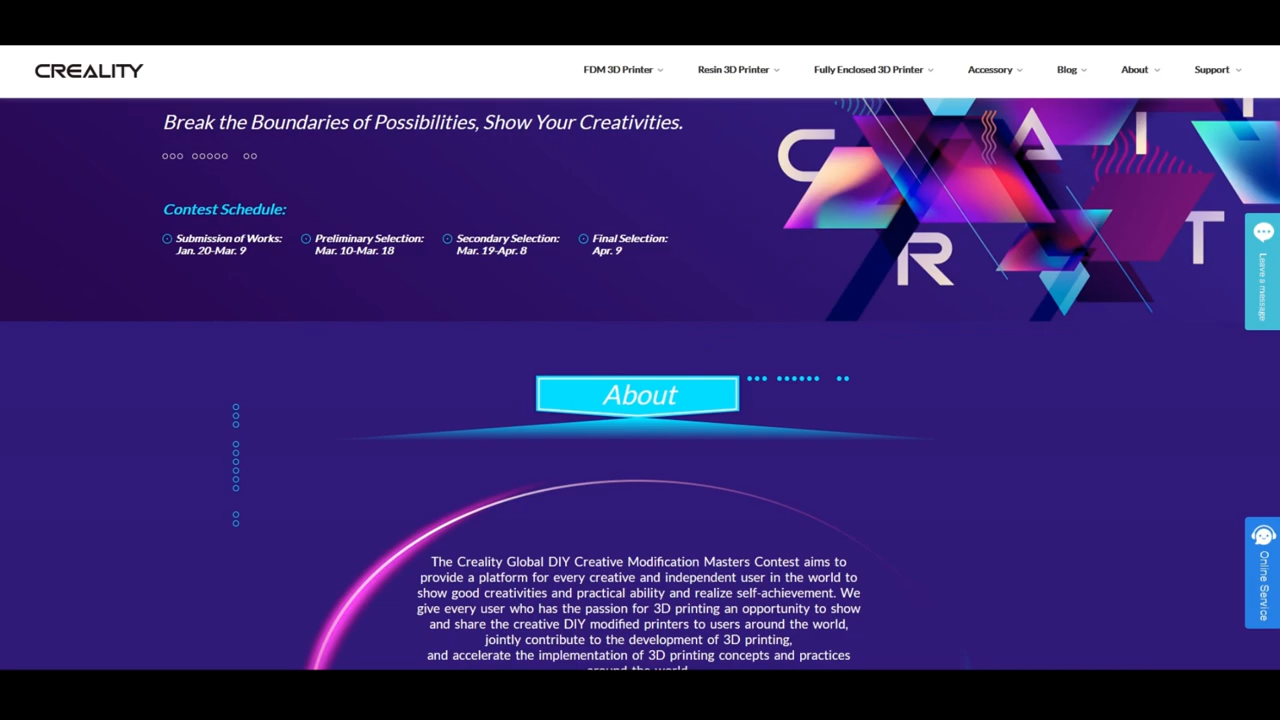 CREALITY
FDM 3D Printer
Resin 3D Printer
Fully Enclosed 3D Printer
Accessory
Blog
About
Support
Break the Boundaries of Possibilities, Show Your Creativities.
Contest Schedule:
Submission of Works:
Jan. 20-Mar. 9
Preliminary Selection:
Mar. 10-Mar. 18
Secondary Selection:
Mar. 19-Apr. 8
Final Selection:
Apr. 9
C
A
I
R
T
Leave a message
About
The Creality Global DIY Creative Modification Masters Contest aims to
provide a platform for every creative and independent user in the world to
show good creativities and practical ability and realize self-achievement. We
give every user who has the passion for 3D printing an opportunity to show
and share the creative DIY modified printers to users around the world,
jointly contribute to the development of 3D printing,
and accelerate the implementation of 3D printing concepts and practices
around the world.
Online Service